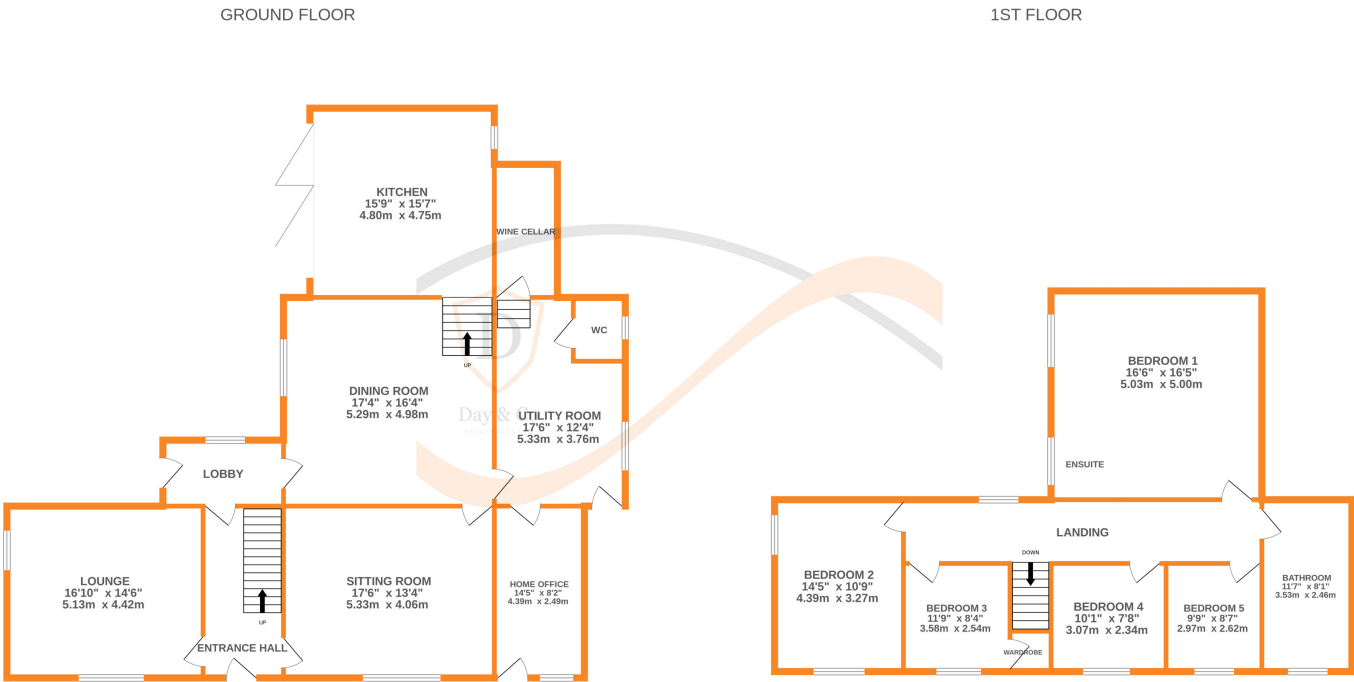 GROUND FLOOR
1ST FLOOR
KITCHEN
15'9" x 15'7"
4.80m x 4.75m
WINE CELLAR
WC
UP
DINING ROOM
17'4" x 16'4"
5.29m x 4.98m
D
Day & C
UTILITY ROOM
17'6" x 12'4"
5.33m x 3.76m
LOBBY
LOUNGE
16'10" x 14'6"
5.13m x 4.42m
UP
ENTRANCE HALL
SITTING ROOM
17'6" x 13'4"
5.33m x 4.06m
HOME OFFICE
14'5" x 8'2"
4.39m x 2.49m
BEDROOM 1
16'6" x 16'5"
5.03m x 5.00m
ENSUITE
LANDING
DOWN
BEDROOM 2
14'5" x 10'9"
4.39m x 3.27m
BEDROOM 3
11'9" x 8'4"
3.58m x 2.54m
WARDROBE
BEDROOM 4
10'1" x 7'8"
3.07m x 2.34m
BEDROOM 5
9'9" x 8'7"
2.97m x 2.62m
BATHROOM
11'7" x 8'1"
3.53m x 2.46m